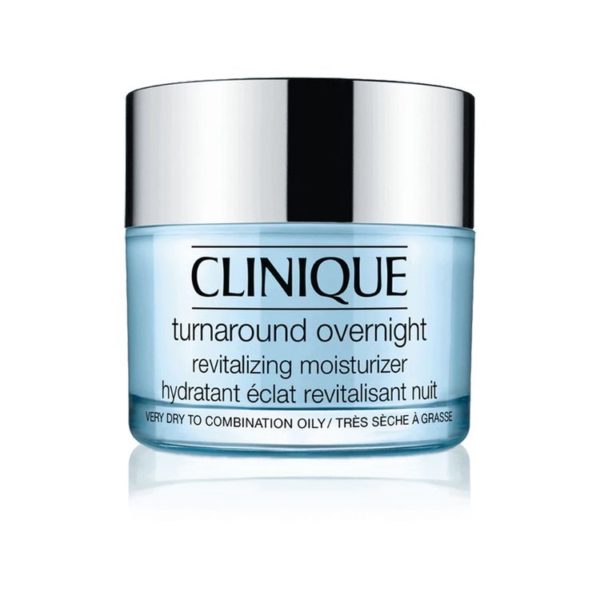 CLINIQUE
turnaround overnight
revitalizing moisturizer
hydratant éclat revitalisant nuit
VERY DRY TO COMBINATION OILY/TRÈS SÈCHE À GRASSE